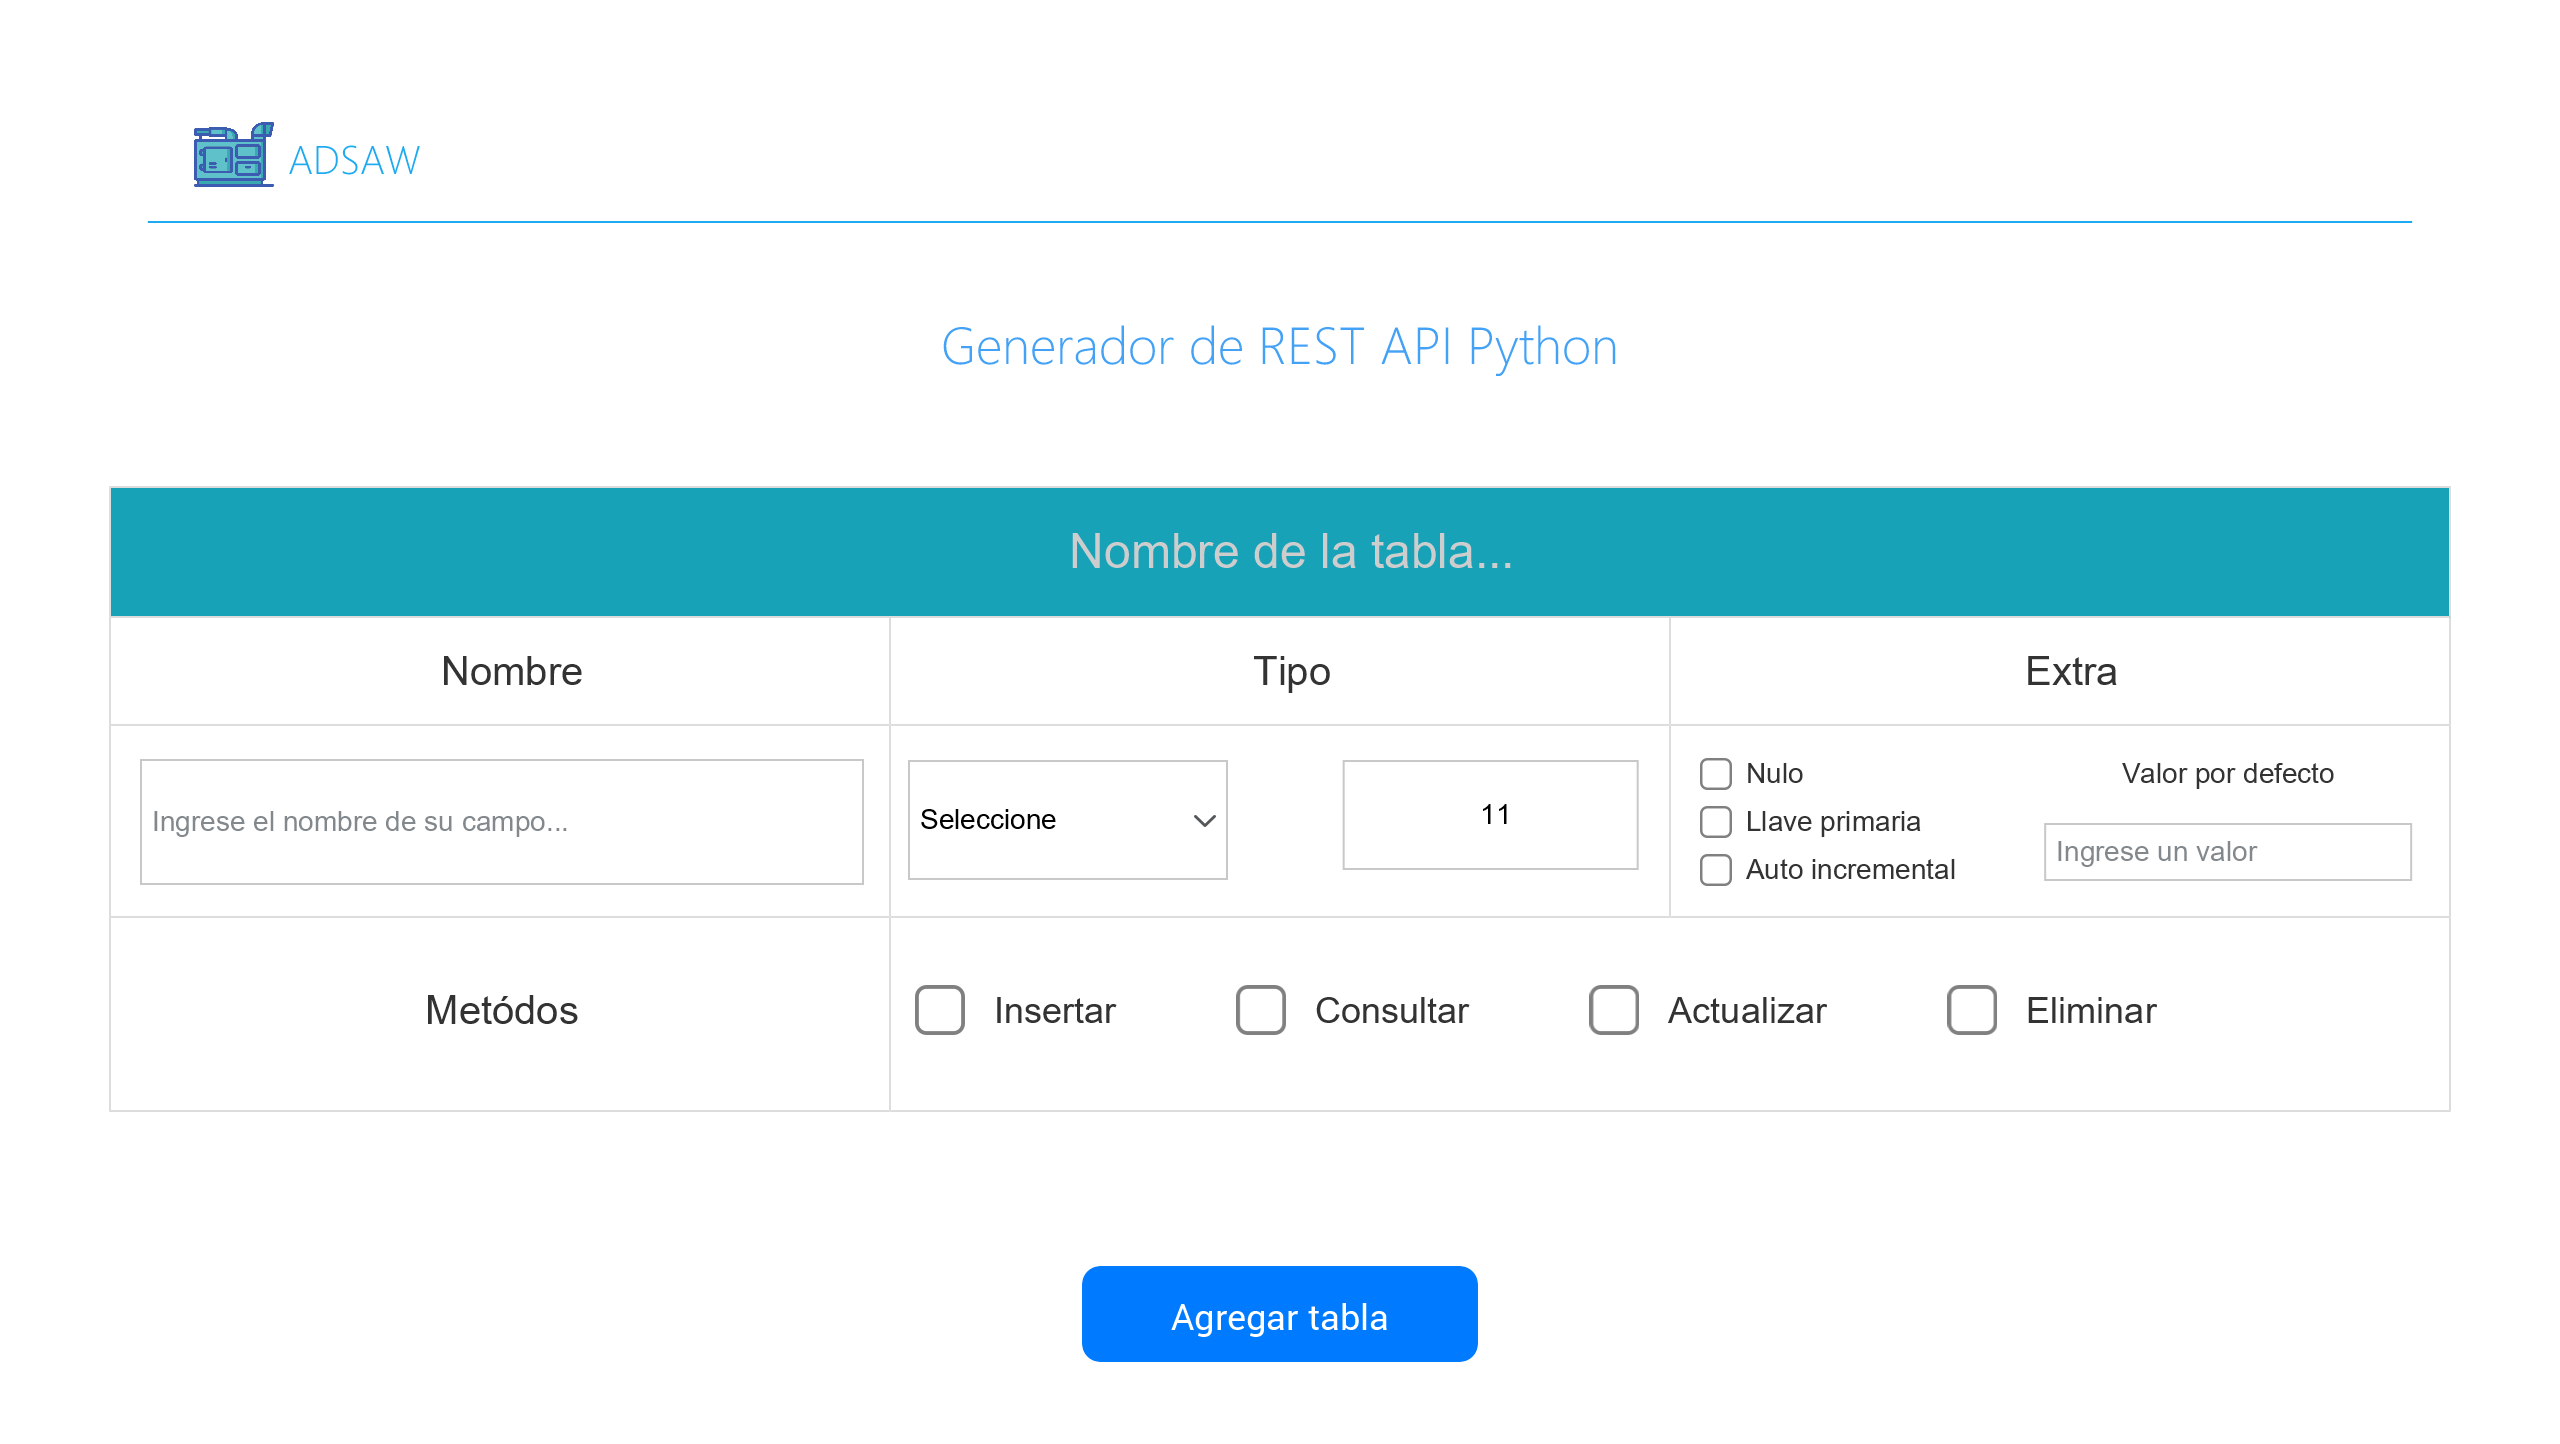 ADSAW
Generador de REST API Python
Nombre de la tabla...
Nombre
Tipo
Extra
Ingrese el nombre de su campo...
Seleccione
11
Nulo
Llave primaria
Auto incremental
Valor por defecto
Ingrese un valor
Metódos
Insertar
Consultar
Actualizar
Eliminar
Agregar tabla